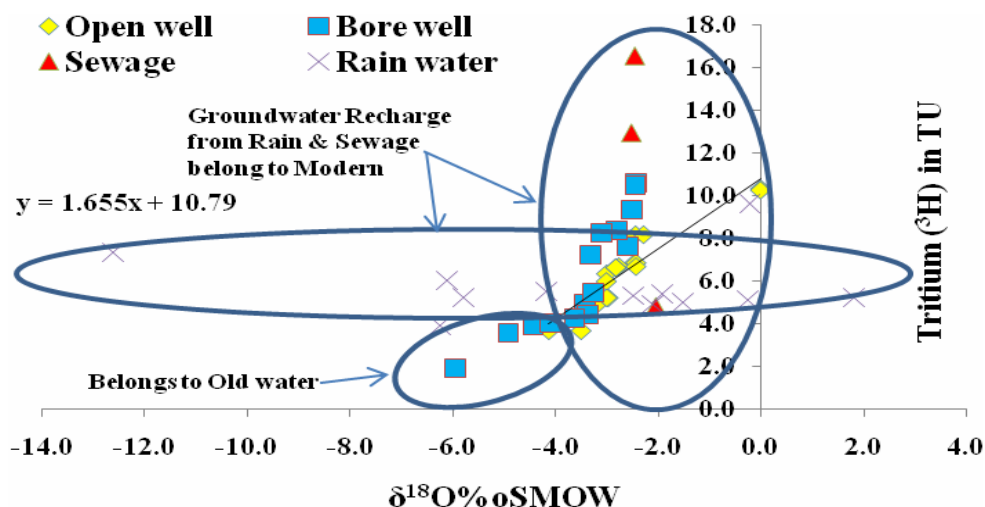 Open well
Bore well
Sewage
Rain water
Groundwater Recharge
from Rain & Sewage
belong to Modern
y = 1.655x + 10.79
Belongs to Old water
18.0
16.0
14.0
12.0
10.0
8.0
6.0
4.0
2.0
0.0
Tritium (³H) in TU
-14.0 -12.0 -10.0 -8.0 -6.0 -4.0 -2.0 0.0 2.0 4.0
δ¹⁸O%oSMOW